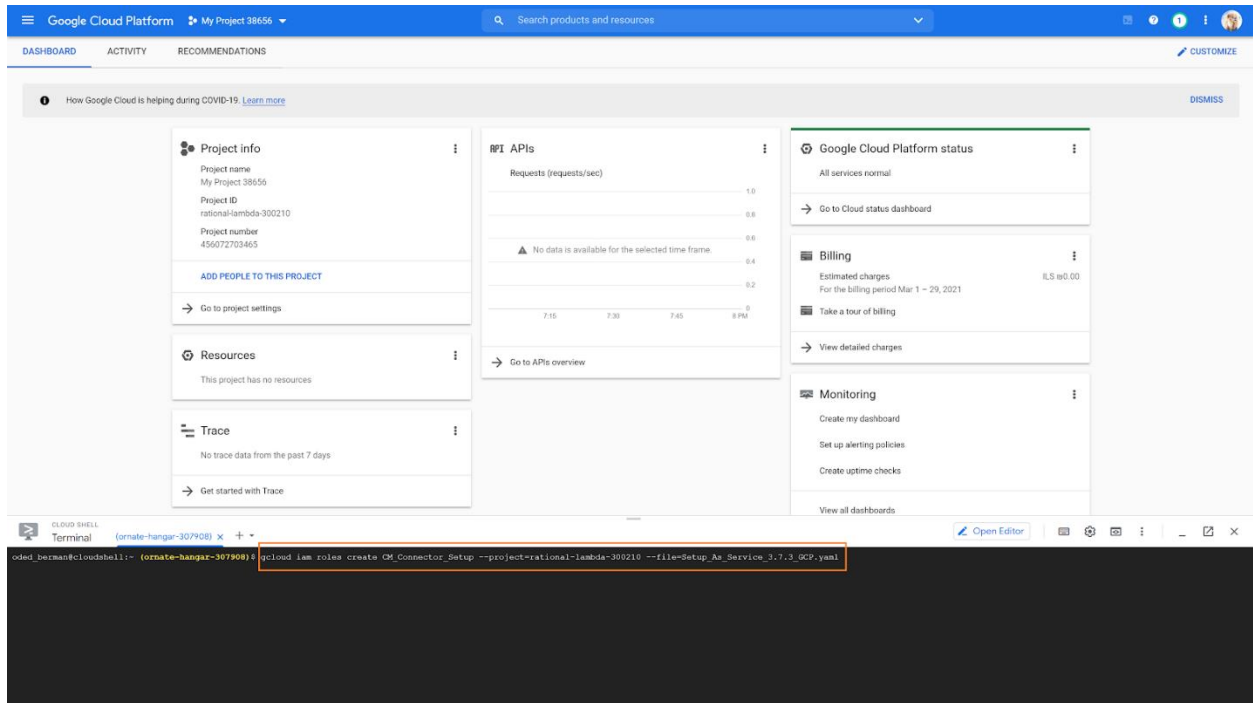 Google Cloud Platform My Project 38656 Search products and resources 1
DASHBOARD ACTIVITY RECOMMENDATIONS CUSTOMIZE
How Google Cloud is helping during COVID-19. Learn more DISMISS
Project info
Project name
My Project 38656
Project ID
rational-lambda-300210
Project number
456072703465
ADD PEOPLE TO THIS PROJECT
Go to project settings
Resources
This project has no resources
Trace
No trace data from the past 7 days
Get started with Trace
API APIs
Requests (requests/sec)
1.0
0.8
0.6
No data is available for the selected time frame.
0.4
0.2
0
7:15 7:30 7:45 8 PM
Go to APIs overview
Google Cloud Platform status
All services normal
Go to Cloud status dashboard
Billing
Estimated charges ILS ₪0.00
For the billing period Mar 1 – 29, 2021
Take a tour of billing
View detailed charges
Monitoring
Create my dashboard
Set up alerting policies
Create uptime checks
View all dashboards
CLOUD SHELL
Terminal (ornate-hangar-307908) x + Open Editor
oded_berman@cloudshell:~ (ornate-hangar-307908)$ gcloud iam roles create CM_Connector_Setup --project=rational-lambda-300210 --file=Setup_As_Service_3.7.3_GCP.yaml